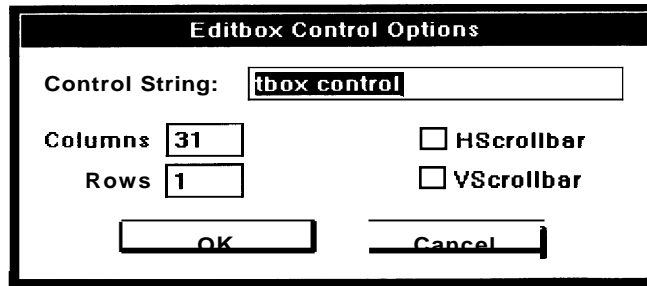 Editbox Control Options
Control String: tbox control
Columns 31
HScrollbar
Rows 1
VScrollbar
OK
Cancel